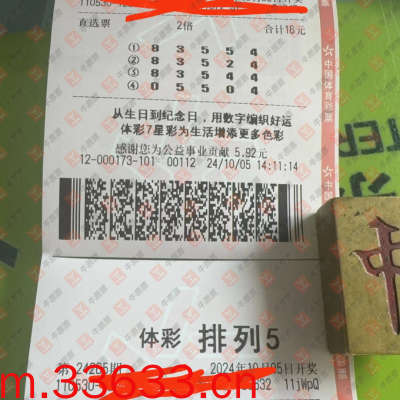 直选票 2倍 合计16元
① 8 3 5 5 4
② 8 3 5 2 4
③ 8 3 5 4 4
④ 0 5 5 0 4
从生日到纪念日,用数字编织好运
体彩7星彩为生活增添更多色彩
感谢您为公益事业贡献 5.92元
12-000173-101 00112 24/10/05 14:11:14
中国体育彩票
体彩 排列5
2024年10月05日开奖
110530- 11jWpQ
m.33633.cn